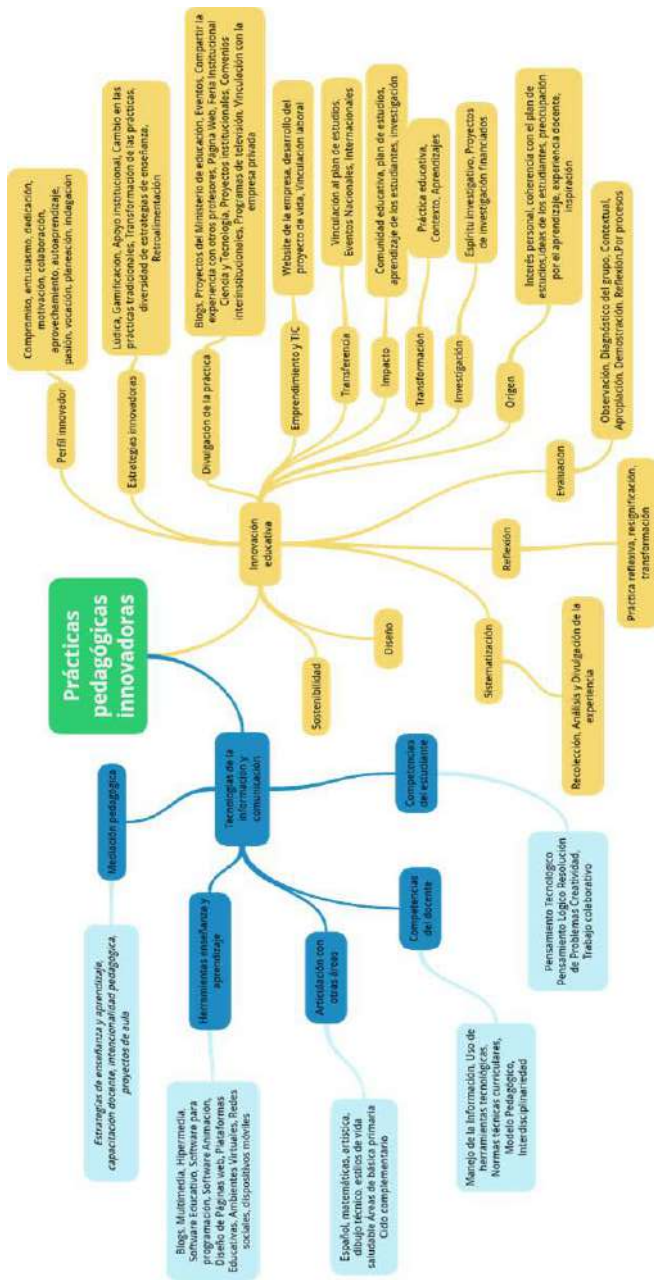 Prácticas
pedagógicas
innovadoras
Tecnologías de la
información y
comunicación
Mediación pedagógica
Estrategias de enseñanza y aprendizaje,
capacitación docente, intencionalidad pedagógica,
proyectos de aula
Herramientas enseñanza y
aprendizaje
Blogs, Multimedia, Hipermedia,
Software Educativo, Software para
programación, Software Animación,
Diseño de Páginas web, Plataformas
Educativas, Ambientes Virtuales, Redes
sociales, dispositivos móviles
Articulación con
otras áreas
Español, matemáticas, artística,
dibujo técnico, estilos de vida
saludable Áreas de básica primaria
Ciclo complementario
Competencias
del docente
Manejo de la Información, Uso de
herramientas tecnológicas,
Normas técnicas curriculares,
Modelo Pedagógico,
Interdisciplinariedad
Competencias
del estudiante
Pensamiento Tecnológico
Pensamiento Lógico Resolución
de Problemas Creatividad,
Trabajo colaborativo
Innovación
educativa
Perfil innovador
Compromiso, entusiasmo, dedicación,
motivación, colaboración,
aprovechamiento, autoaprendizaje,
pasión, vocación, planeación, indagación
Estrategias innovadoras
Lúdica, Gamificación, Apoyo institucional, Cambio en las
prácticas tradicionales, Transformación de las prácticas,
diversidad de estrategias de enseñanza,
Retroalimentación
Divulgación de la práctica
Blogs, Proyectos del Ministerio de educación, Eventos, Compartir la
experiencia con otros profesores, Página Web, Feria Institucional
Ciencia y Tecnología, Proyectos institucionales, Convenios
interinstitucionales, Programas de televisión, Vinculación con la
empresa privada
Emprendimiento y TIC
Website de la empresa, desarrollo del
proyecto de vida, Vinculación laboral
Transferencia
Vinculación al plan de estudios,
Eventos Nacionales, Internacionales
Impacto
Comunidad educativa, plan de estudios,
aprendizaje de los estudiantes, investigación
Transformación
Práctica educativa,
Contexto, Aprendizajes
Investigación
Espíritu investigativo, Proyectos
de investigación financiados
Origen
Interés personal, coherencia con el plan de
estudios,ideas de los estudiantes, preocupación
por el aprendizaje, experiencia docente,
inspiración
Evaluación
Observación, Diagnóstico del grupo, Contextual,
Apropiación, Demostración. Reflexión.Por procesos
Reflexión
Práctica reflexiva, resignificación,
transformación
Sistematización
Recolección, Análisis y Divulgación de la
experiencia
Diseño
Sostenibilidad